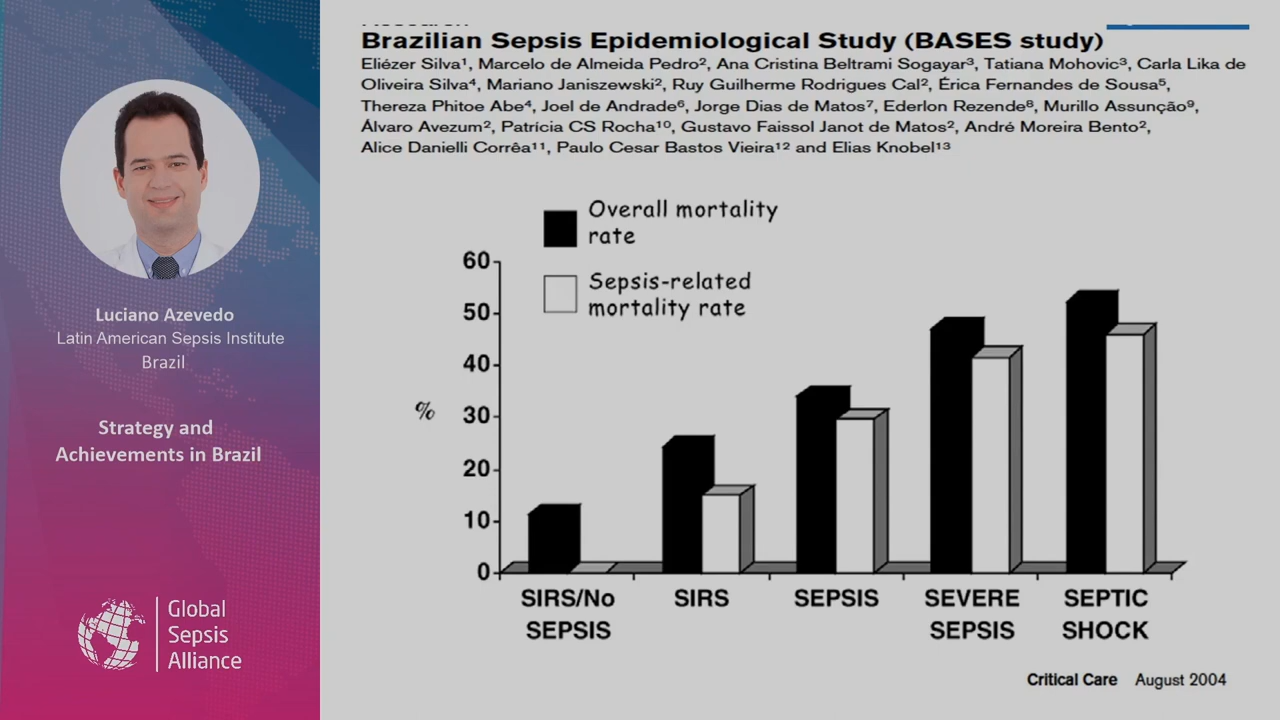 Luciano Azevedo
Latin American Sepsis Institute
Brazil
Strategy and
Achievements in Brazil
Global
Sepsis
Alliance
Brazilian Sepsis Epidemiological Study (BASES study)
Eliézer Silva¹, Marcelo de Almeida Pedro², Ana Cristina Beltrami Sogayar³, Tatiana Mohovic³, Carla Lika de
Oliveira Silva⁴, Mariano Janiszewski², Ruy Guilherme Rodrigues Cal², Érica Fernandes de Sousa⁵,
Thereza Phitoe Abe⁴, Joel de Andrade⁶, Jorge Dias de Matos⁷, Ederlon Rezende⁸, Murillo Assunção⁹,
Álvaro Avezum², Patrícia CS Rocha¹⁰, Gustavo Faissol Janot de Matos², André Moreira Bento²,
Alice Danielli Corrêa¹¹, Paulo Cesar Bastos Vieira¹² and Elias Knobel¹³
Overall mortality
rate
Sepsis-related
mortality rate
60
50
40
%
30
20
10
0
SIRS/No
SEPSIS
SIRS
SEPSIS
SEVERE
SEPSIS
SEPTIC
SHOCK
Critical Care August 2004